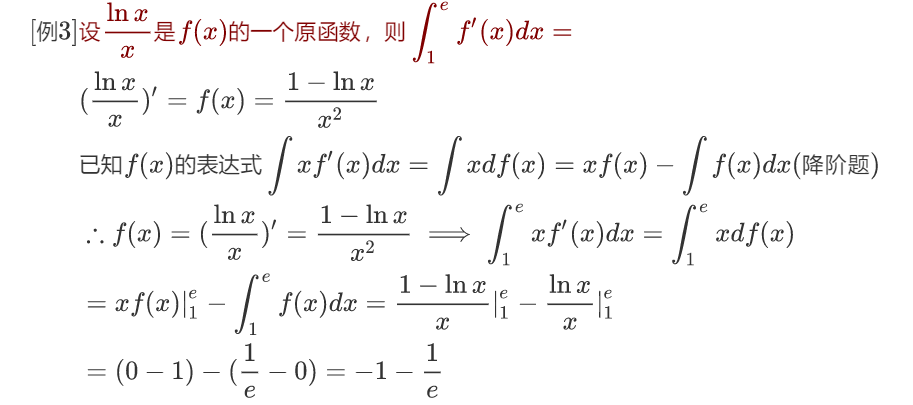 [例3]设 \frac{\ln x}{x} 是 f(x) 的一个原函数，则 \int_1^e f'(x)dx =
(\frac{\ln x}{x})' = f(x) = \frac{1 - \ln x}{x^2}
已知 f(x) 的表达式 \int xf'(x)dx = \int xdf(x) = xf(x) - \int f(x)dx(降阶题)
∴ f(x) = (\frac{\ln x}{x})' = \frac{1 - \ln x}{x^2} ⟹ \int_1^e xf'(x)dx = \int_1^e xdf(x)
= xf(x)|_1^e - \int_1^e f(x)dx = \frac{1 - \ln x}{x}|_1^e - \frac{\ln x}{x}|_1^e
= (0 - 1) - (\frac{1}{e} - 0) = -1 - \frac{1}{e}